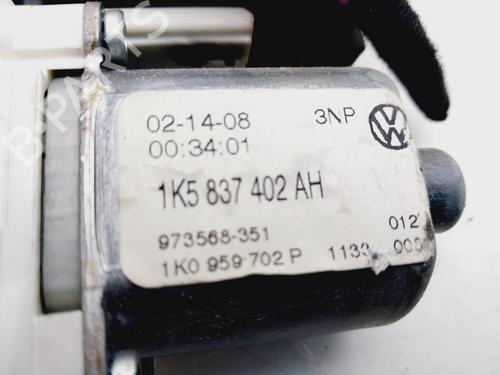 02-14-08 3NP
00:34:01
1K5 837 402 AH
973568-351 012
1K0 959 702 P 1133 000
B-PARTS